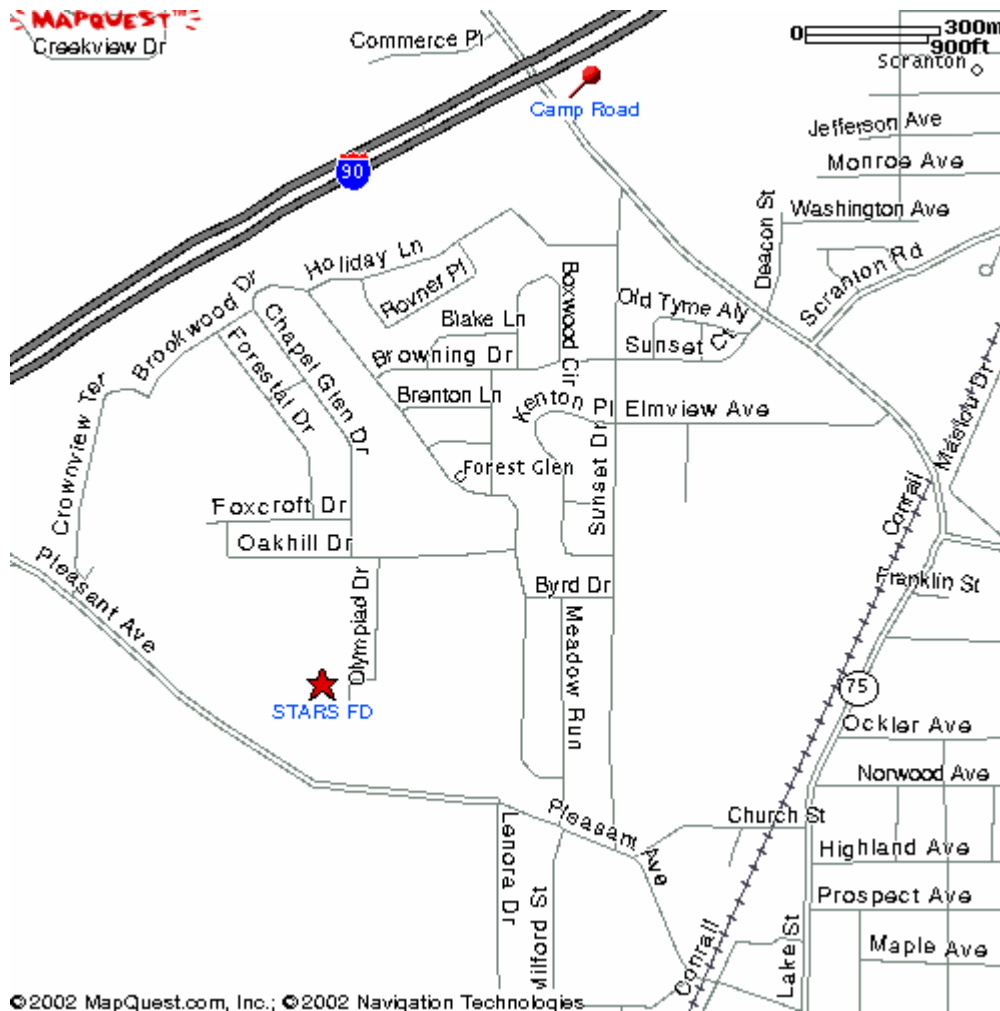 MAPQUEST™
Creekview Dr
Commerce Pl
0 300m
900ft
Scranton
Camp Road
90
Jefferson Ave
Monroe Ave
Washington Ave
Deacon St
Scranton Rd
Holiday Ln
Rovner Pl
Boxwood Cir
Old Tyme Aly
Blake Ln
Sunset Ct
Browning Dr
Brookwood Dr
Chapel Glen Dr
Forestal Dr
Brenton Ln
Kenton Pl
Elmview Ave
Maelou Dr
Crownview Ter
Forest Glen
Sunset Dr
Conrail
Foxcroft Dr
Oakhill Dr
Pleasant Ave
Byrd Dr
Franklin St
Olympiad Dr
Meadow Run
75
STARS FD
Ockler Ave
Norwood Ave
Pleasant Ave
Church St
Lenora Dr
Highland Ave
Milford St
Prospect Ave
Conrail
Lake St
Maple Ave
©2002 MapQuest.com, Inc.; ©2002 Navigation Technologies